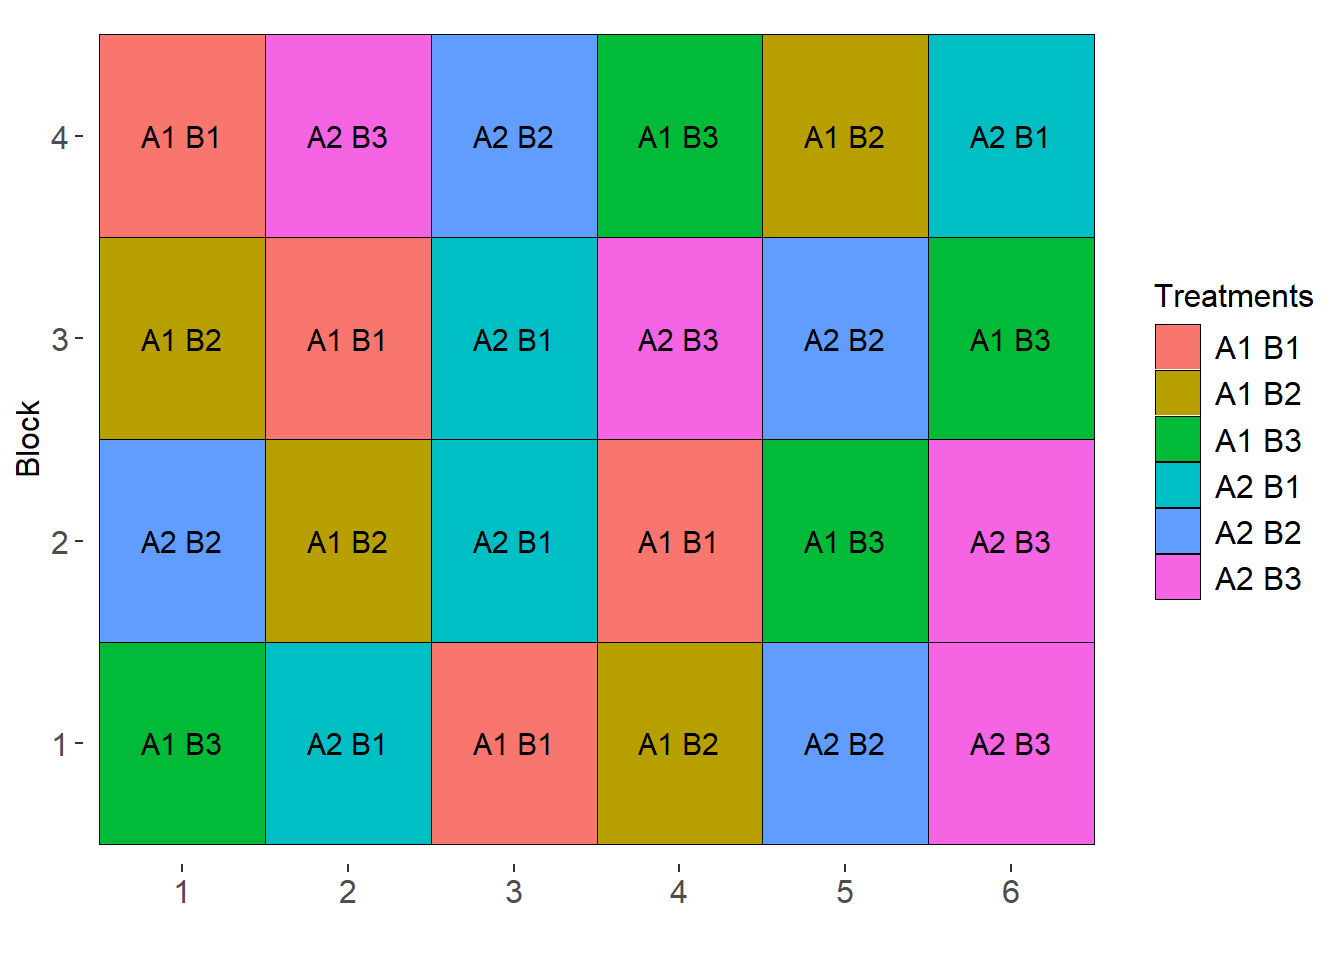 4
A1 B1 A2 B3 A2 B2 A1 B3 A1 B2 A2 B1
3
A1 B2 A1 B1 A2 B1 A2 B3 A2 B2 A1 B3
Block
2
A2 B2 A1 B2 A2 B1 A1 B1 A1 B3 A2 B3
1
A1 B3 A2 B1 A1 B1 A1 B2 A2 B2 A2 B3
1 2 3 4 5 6
Treatments
A1 B1
A1 B2
A1 B3
A2 B1
A2 B2
A2 B3